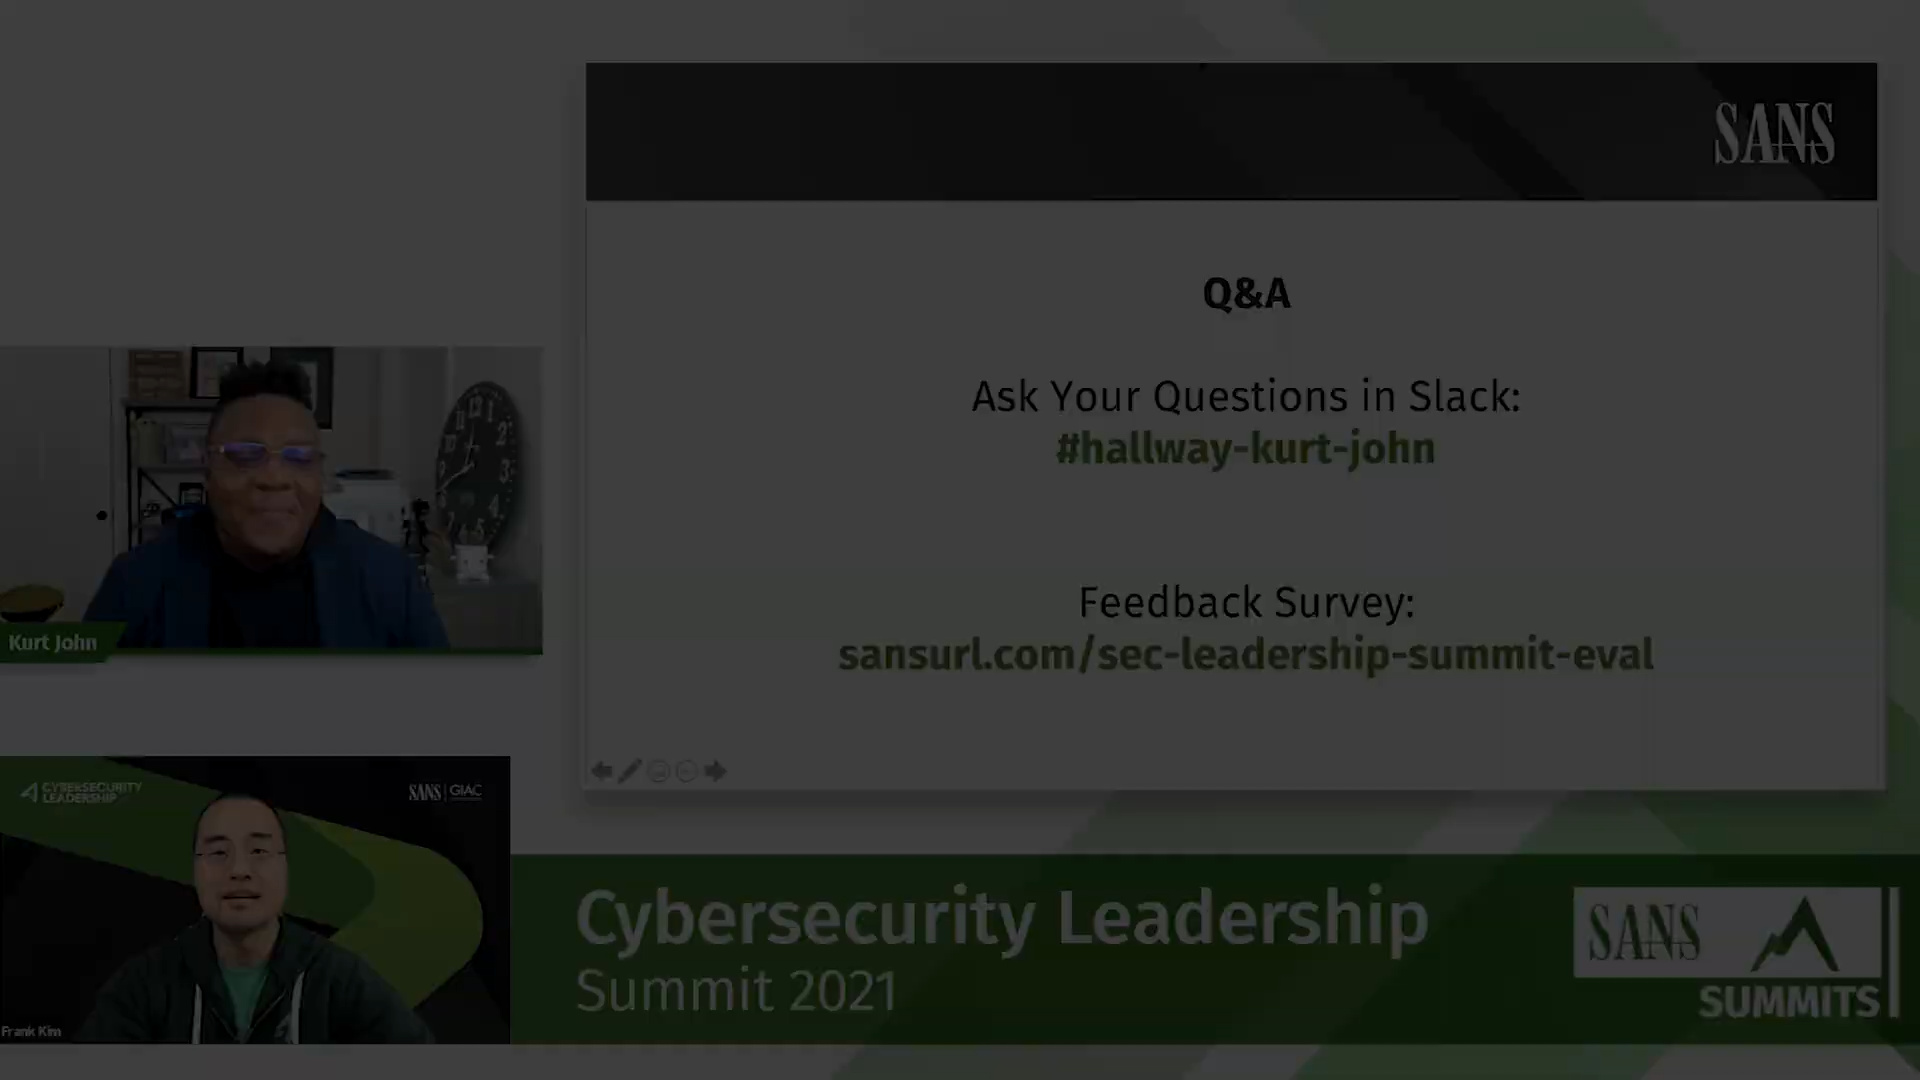 SANS
Q&A
Ask Your Questions in Slack:
#hallway-kurt-john
Feedback Survey:
sansurl.com/sec-leadership-summit-eval
Kurt John
CYBERSECURITY
LEADERSHIP
SANS GIAC
Frank Kim
Cybersecurity Leadership
Summit 2021
SANS
SUMMITS